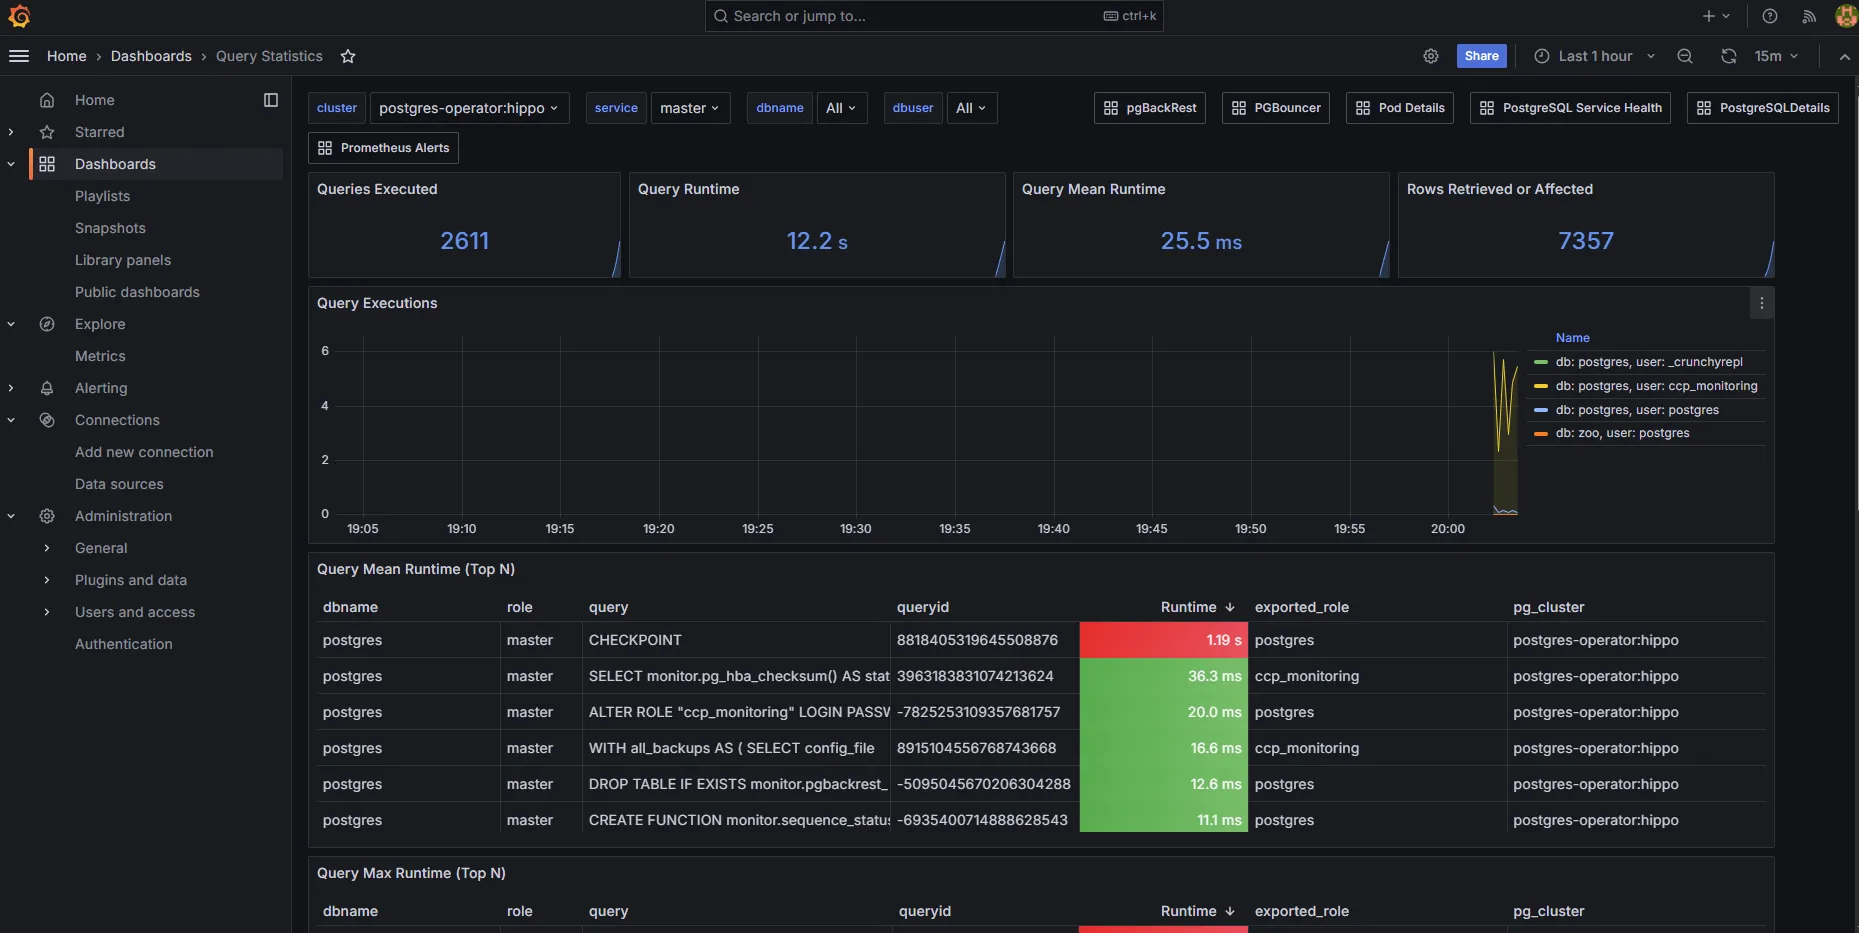 Search or jump to... ctrl+k
Home › Dashboards › Query Statistics
Share
Last 1 hour
15m
Home
Starred
Dashboards
Playlists
Snapshots
Library panels
Public dashboards
Explore
Metrics
Alerting
Connections
Add new connection
Data sources
Administration
General
Plugins and data
Users and access
Authentication
cluster postgres-operator:hippo service master dbname All dbuser All
pgBackRest PGBouncer Pod Details PostgreSQL Service Health PostgreSQLDetails
Prometheus Alerts
Queries Executed
2611
Query Runtime
12.2 s
Query Mean Runtime
25.5 ms
Rows Retrieved or Affected
7357
Query Executions
6
4
2
0
19:05 19:10 19:15 19:20 19:25 19:30 19:35 19:40 19:45 19:50 19:55 20:00
Name
db: postgres, user: _crunchyrepl
db: postgres, user: ccp_monitoring
db: postgres, user: postgres
db: zoo, user: postgres
Query Mean Runtime (Top N)
dbname role query queryid Runtime exported_role pg_cluster
postgres master CHECKPOINT 8818405319645508876 1.19 s postgres postgres-operator:hippo
postgres master SELECT monitor.pg_hba_checksum() AS stat 3963183831074213624 36.3 ms ccp_monitoring postgres-operator:hippo
postgres master ALTER ROLE "ccp_monitoring" LOGIN PASSW -7825253109357681757 20.0 ms postgres postgres-operator:hippo
postgres master WITH all_backups AS ( SELECT config_file 8915104556768743668 16.6 ms ccp_monitoring postgres-operator:hippo
postgres master DROP TABLE IF EXISTS monitor.pgbackrest_ -5095045670206304288 12.6 ms postgres postgres-operator:hippo
postgres master CREATE FUNCTION monitor.sequence_status -6935400714888628543 11.1 ms postgres postgres-operator:hippo
Query Max Runtime (Top N)
dbname role query queryid Runtime exported_role pg_cluster